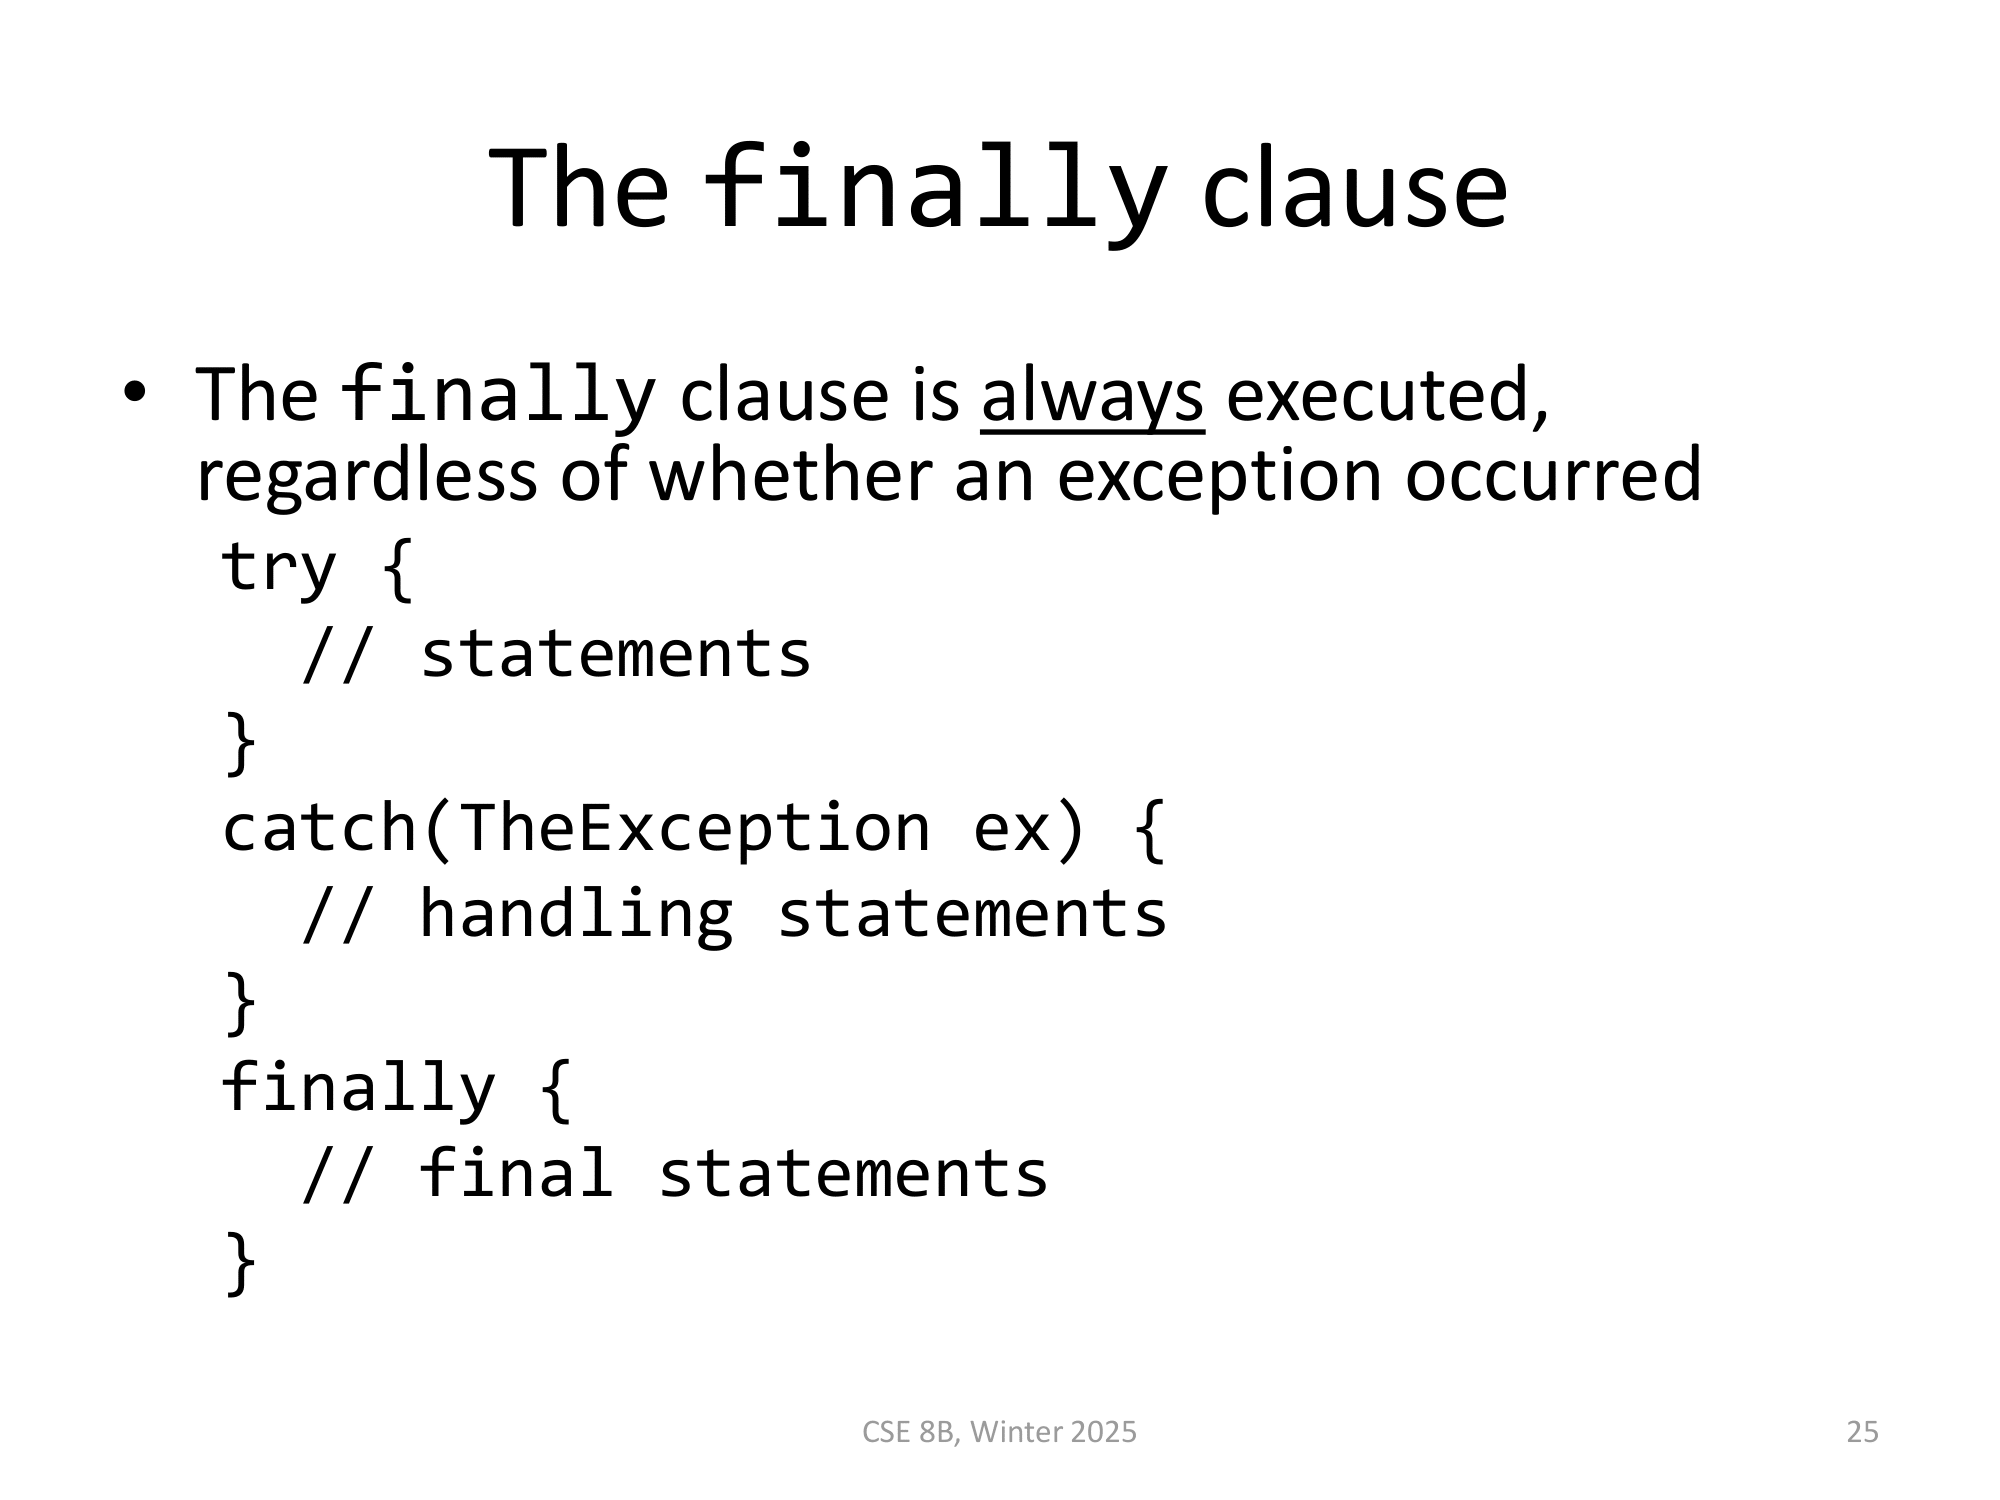 The finally clause
• The finally clause is always executed,
regardless of whether an exception occurred
try {
  // statements
}
catch(TheException ex) {
  // handling statements
}
finally {
  // final statements
}
CSE 8B, Winter 2025
25